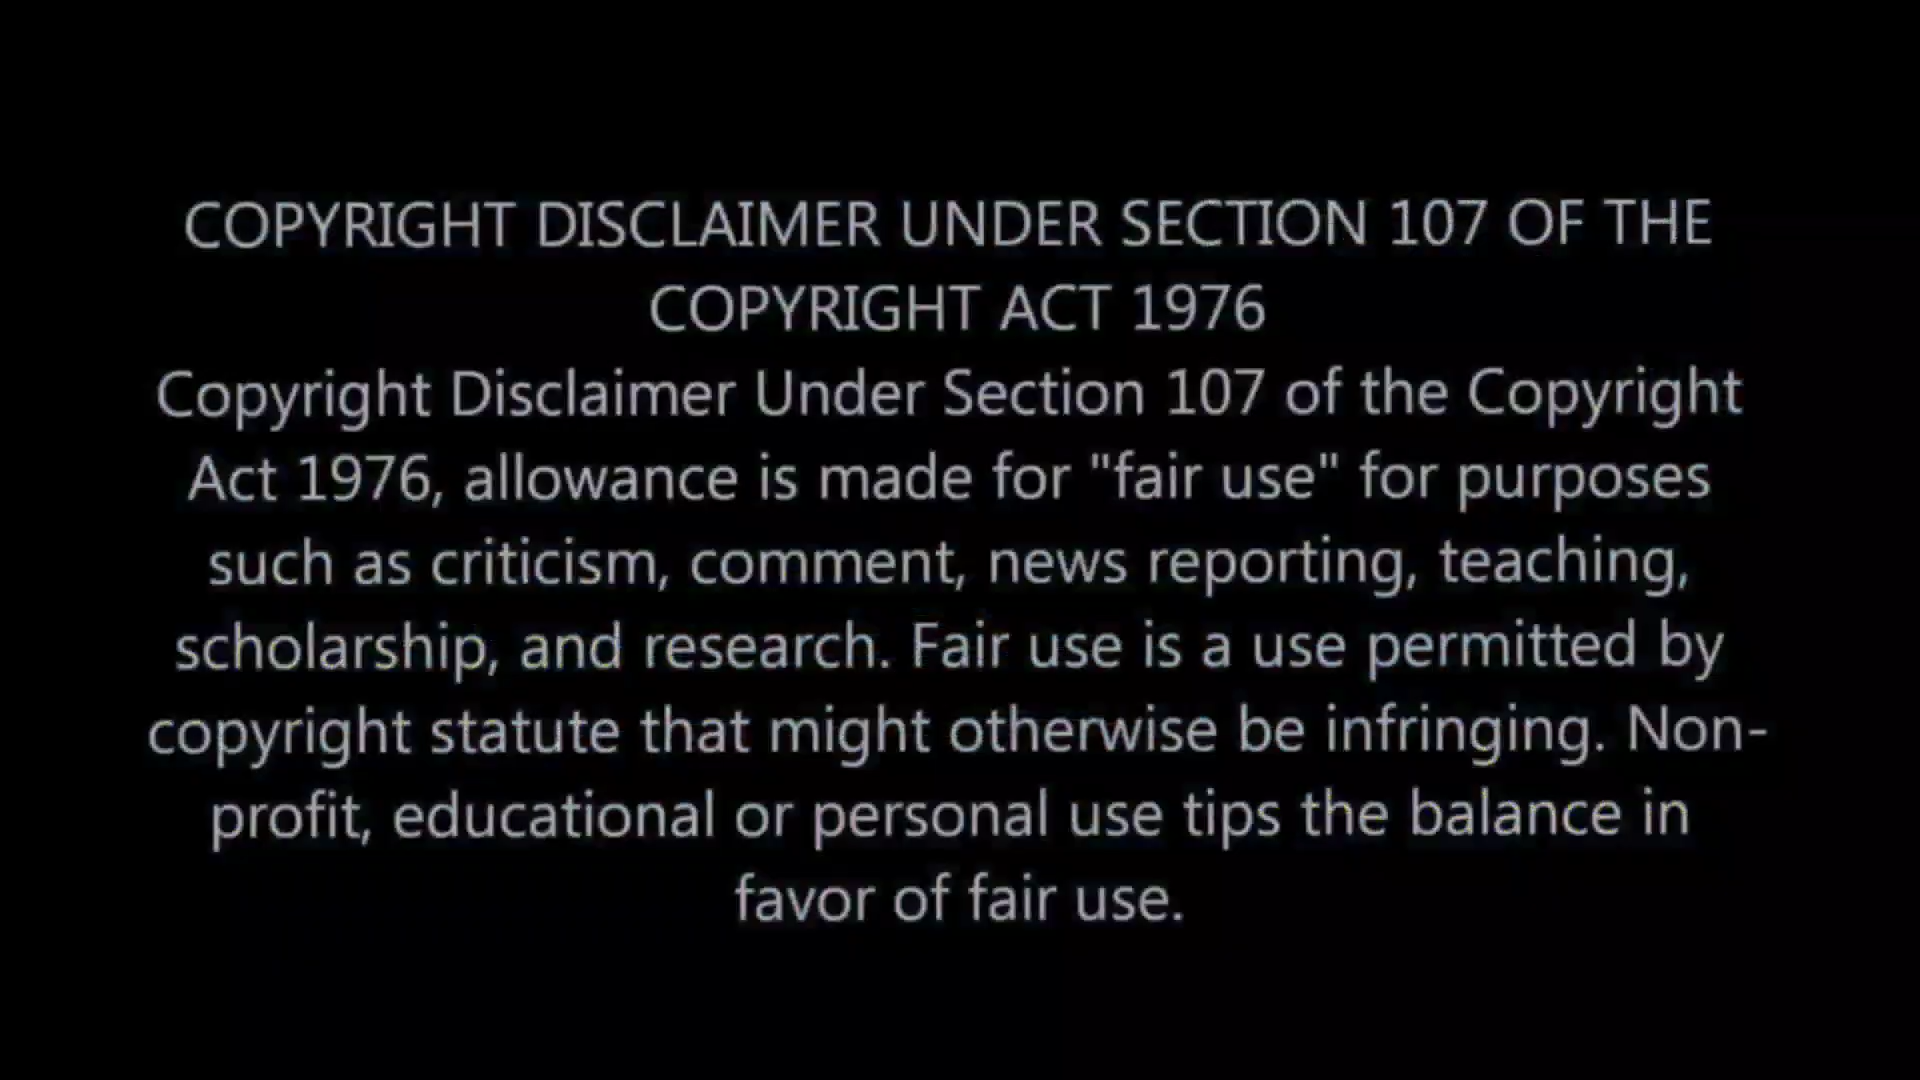 COPYRIGHT DISCLAIMER UNDER SECTION 107 OF THE
COPYRIGHT ACT 1976
Copyright Disclaimer Under Section 107 of the Copyright
Act 1976, allowance is made for "fair use" for purposes
such as criticism, comment, news reporting, teaching,
scholarship, and research. Fair use is a use permitted by
copyright statute that might otherwise be infringing. Non-
profit, educational or personal use tips the balance in
favor of fair use.